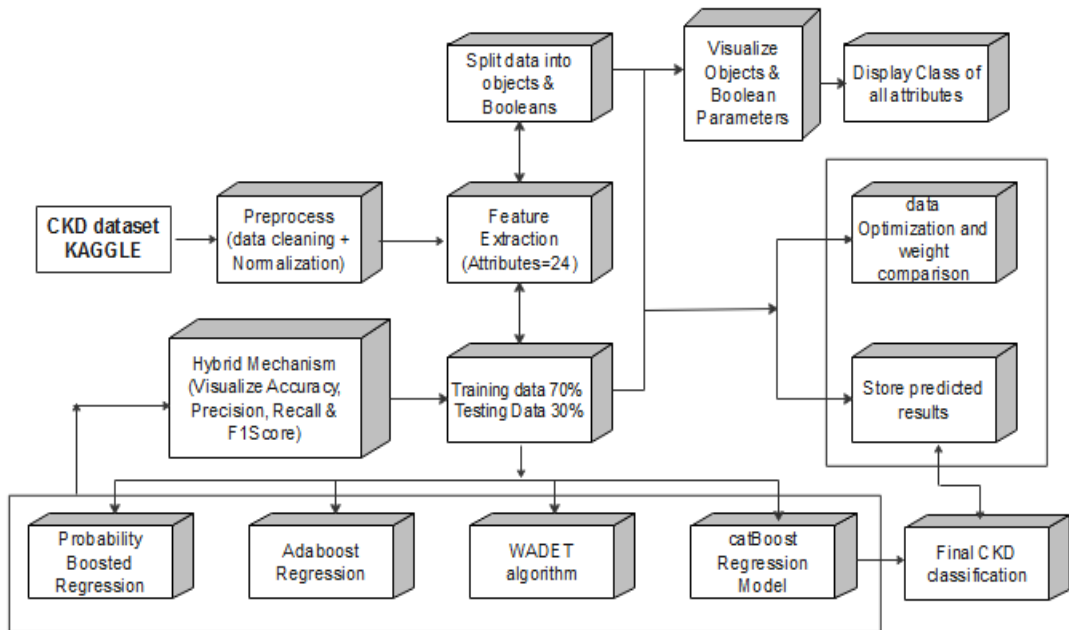 Split data into
objects &
Booleans
Visualize
Objects &
Boolean
Parameters
Display Class of
all attributes
CKD dataset
KAGGLE
Preprocess
(data cleaning +
Normalization)
Feature
Extraction
(Attributes=24)
data
Optimization and
weight
comparison
Hybrid Mechanism
(Visualize Accuracy,
Precision, Recall &
F1Score)
Training data 70%
Testing Data 30%
Store predicted
results
Probability
Boosted
Regression
Adaboost
Regression
WADET
algorithm
catBoost
Regression
Model
Final CKD
classification